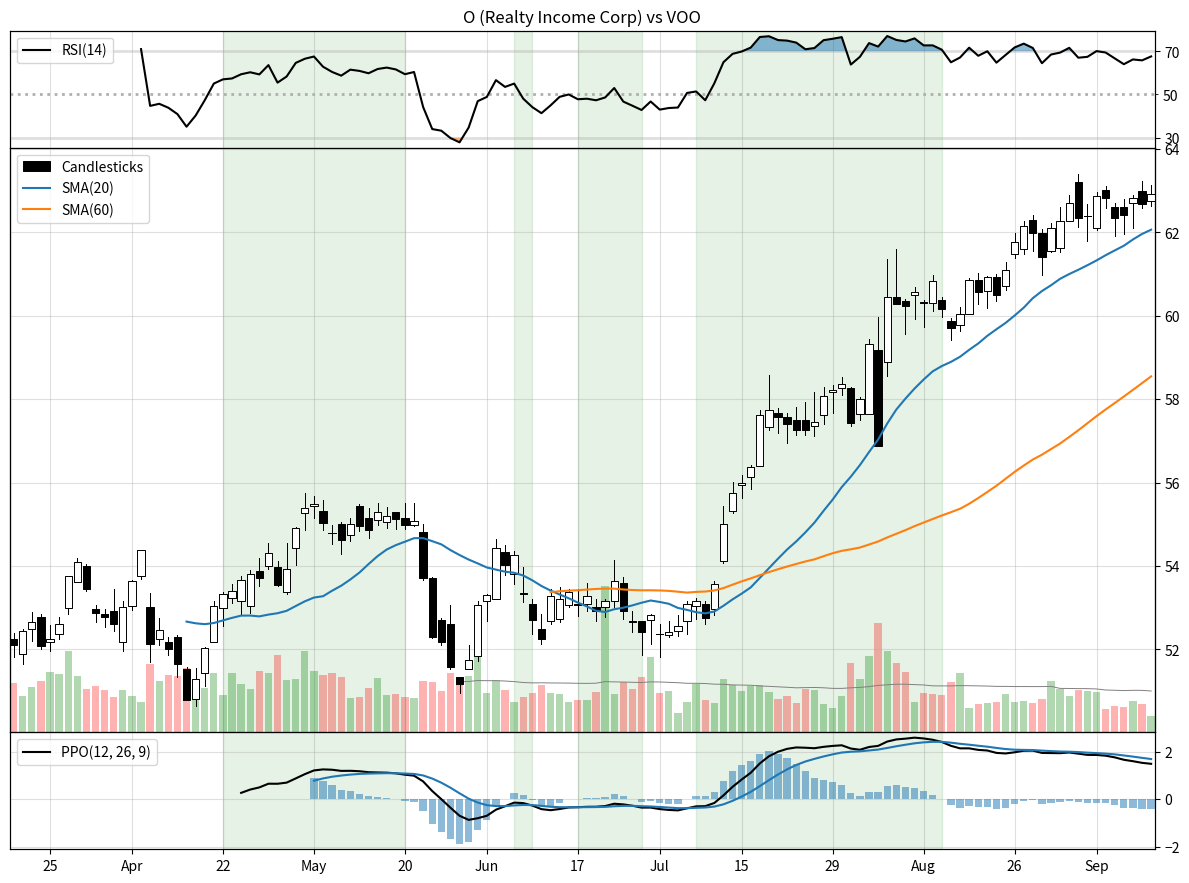 O (Realty Income Corp) vs VOO
RSI(14)
70
50
30
Candlesticks
SMA(20)
SMA(60)
64
62
60
58
56
54
52
PPO(12, 26, 9)
2
0
−2
25 Apr 22 May 20 Jun 17 Jul 15 29 Aug 26 Sep